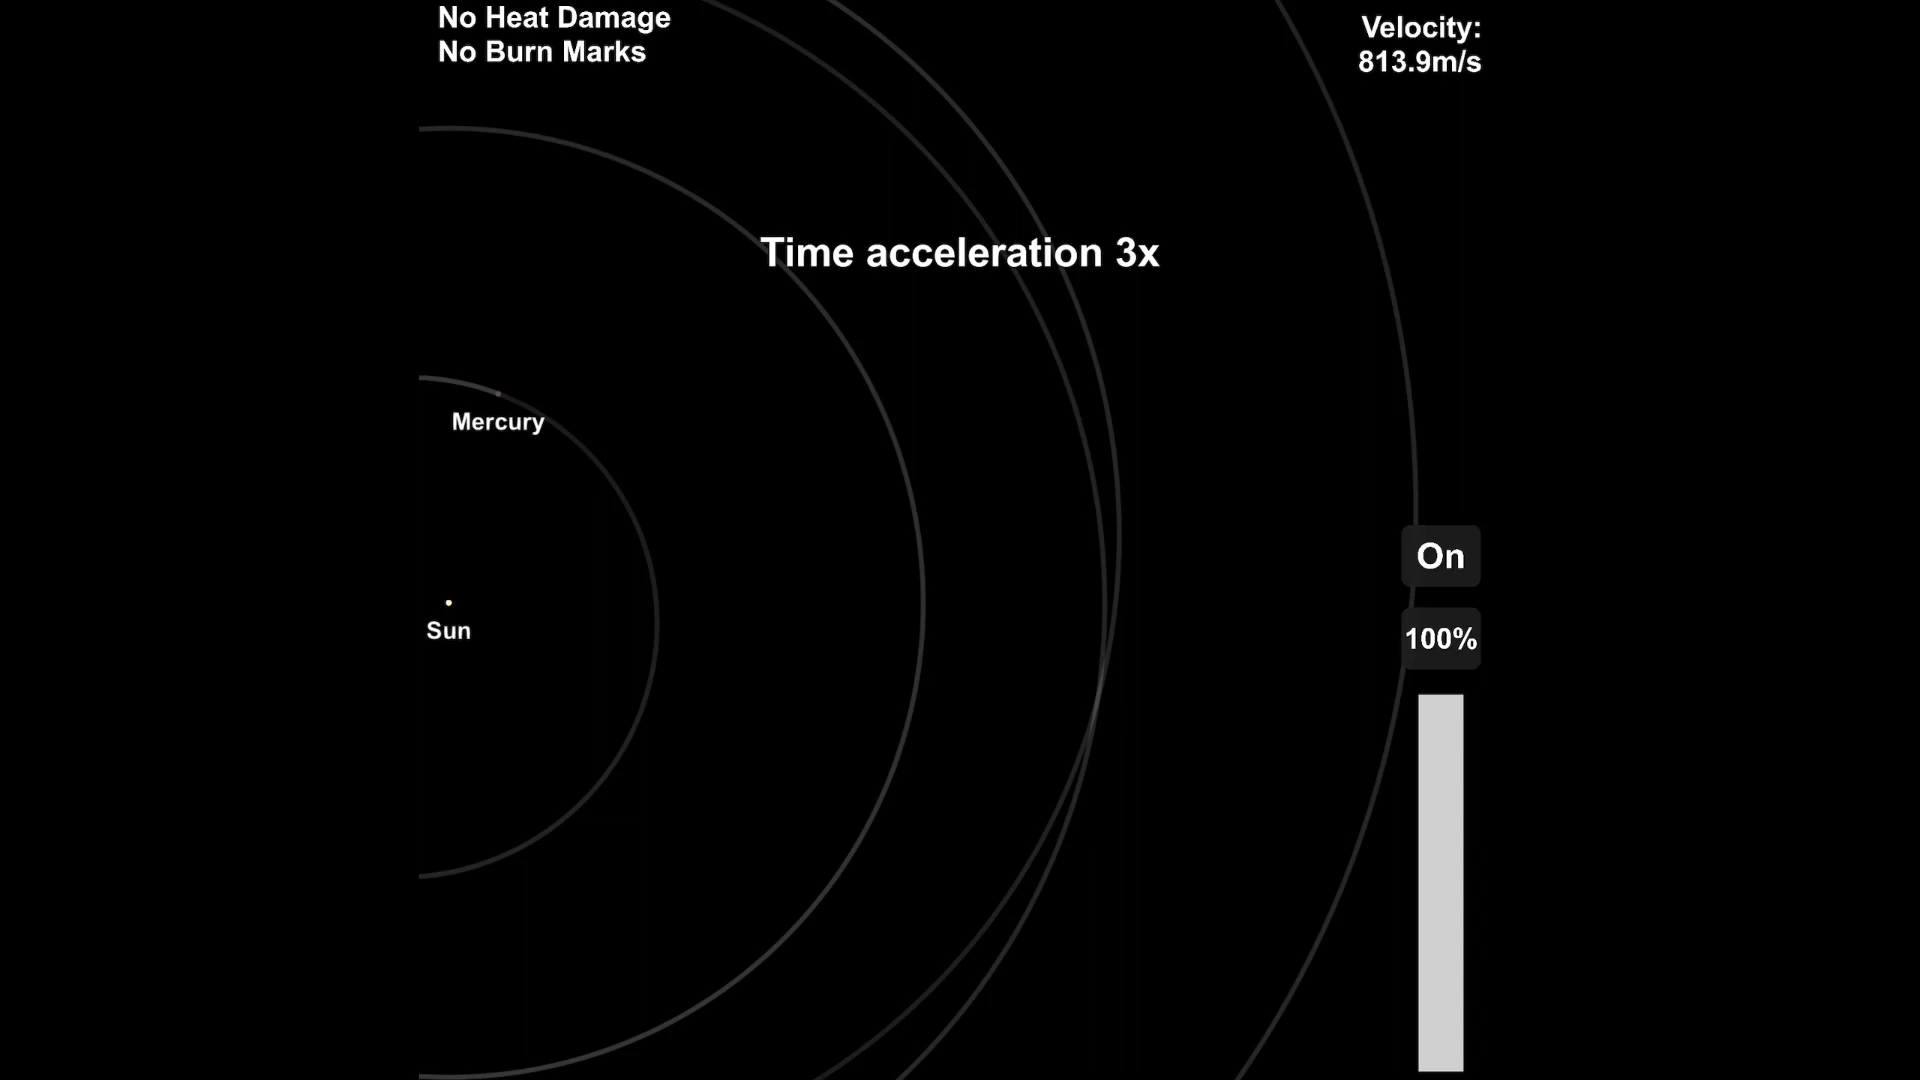 No Heat Damage
No Burn Marks
Velocity:
813.9m/s
Time acceleration 3x
Mercury
Sun
On
100%